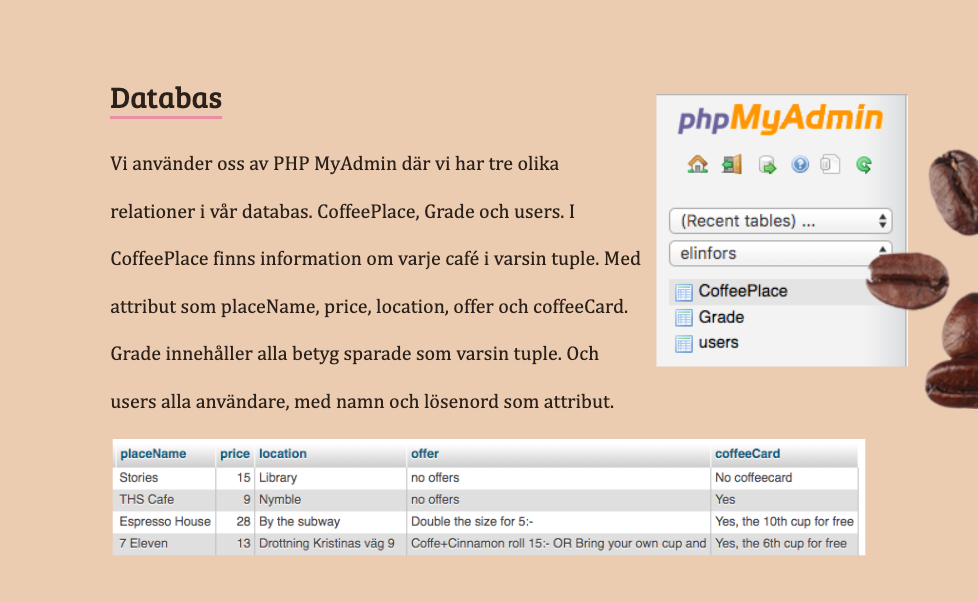 Databas
Vi använder oss av PHP MyAdmin där vi har tre olika
relationer i vår databas. CoffeePlace, Grade och users. I
CoffeePlace finns information om varje café i varsin tuple. Med
attribut som placeName, price, location, offer och coffeeCard.
Grade innehåller alla betyg sparade som varsin tuple. Och
users alla användare, med namn och lösenord som attribut.
phpMyAdmin
(Recent tables) ...
elinfors
CoffeePlace
Grade
users
placeName price location offer coffeeCard
Stories 15 Library no offers No coffeecard
THS Cafe 9 Nymble no offers Yes
Espresso House 28 By the subway Double the size for 5:- Yes, the 10th cup for free
7 Eleven 13 Drottning Kristinas väg 9 Coffe+Cinnamon roll 15:- OR Bring your own cup and Yes, the 6th cup for free